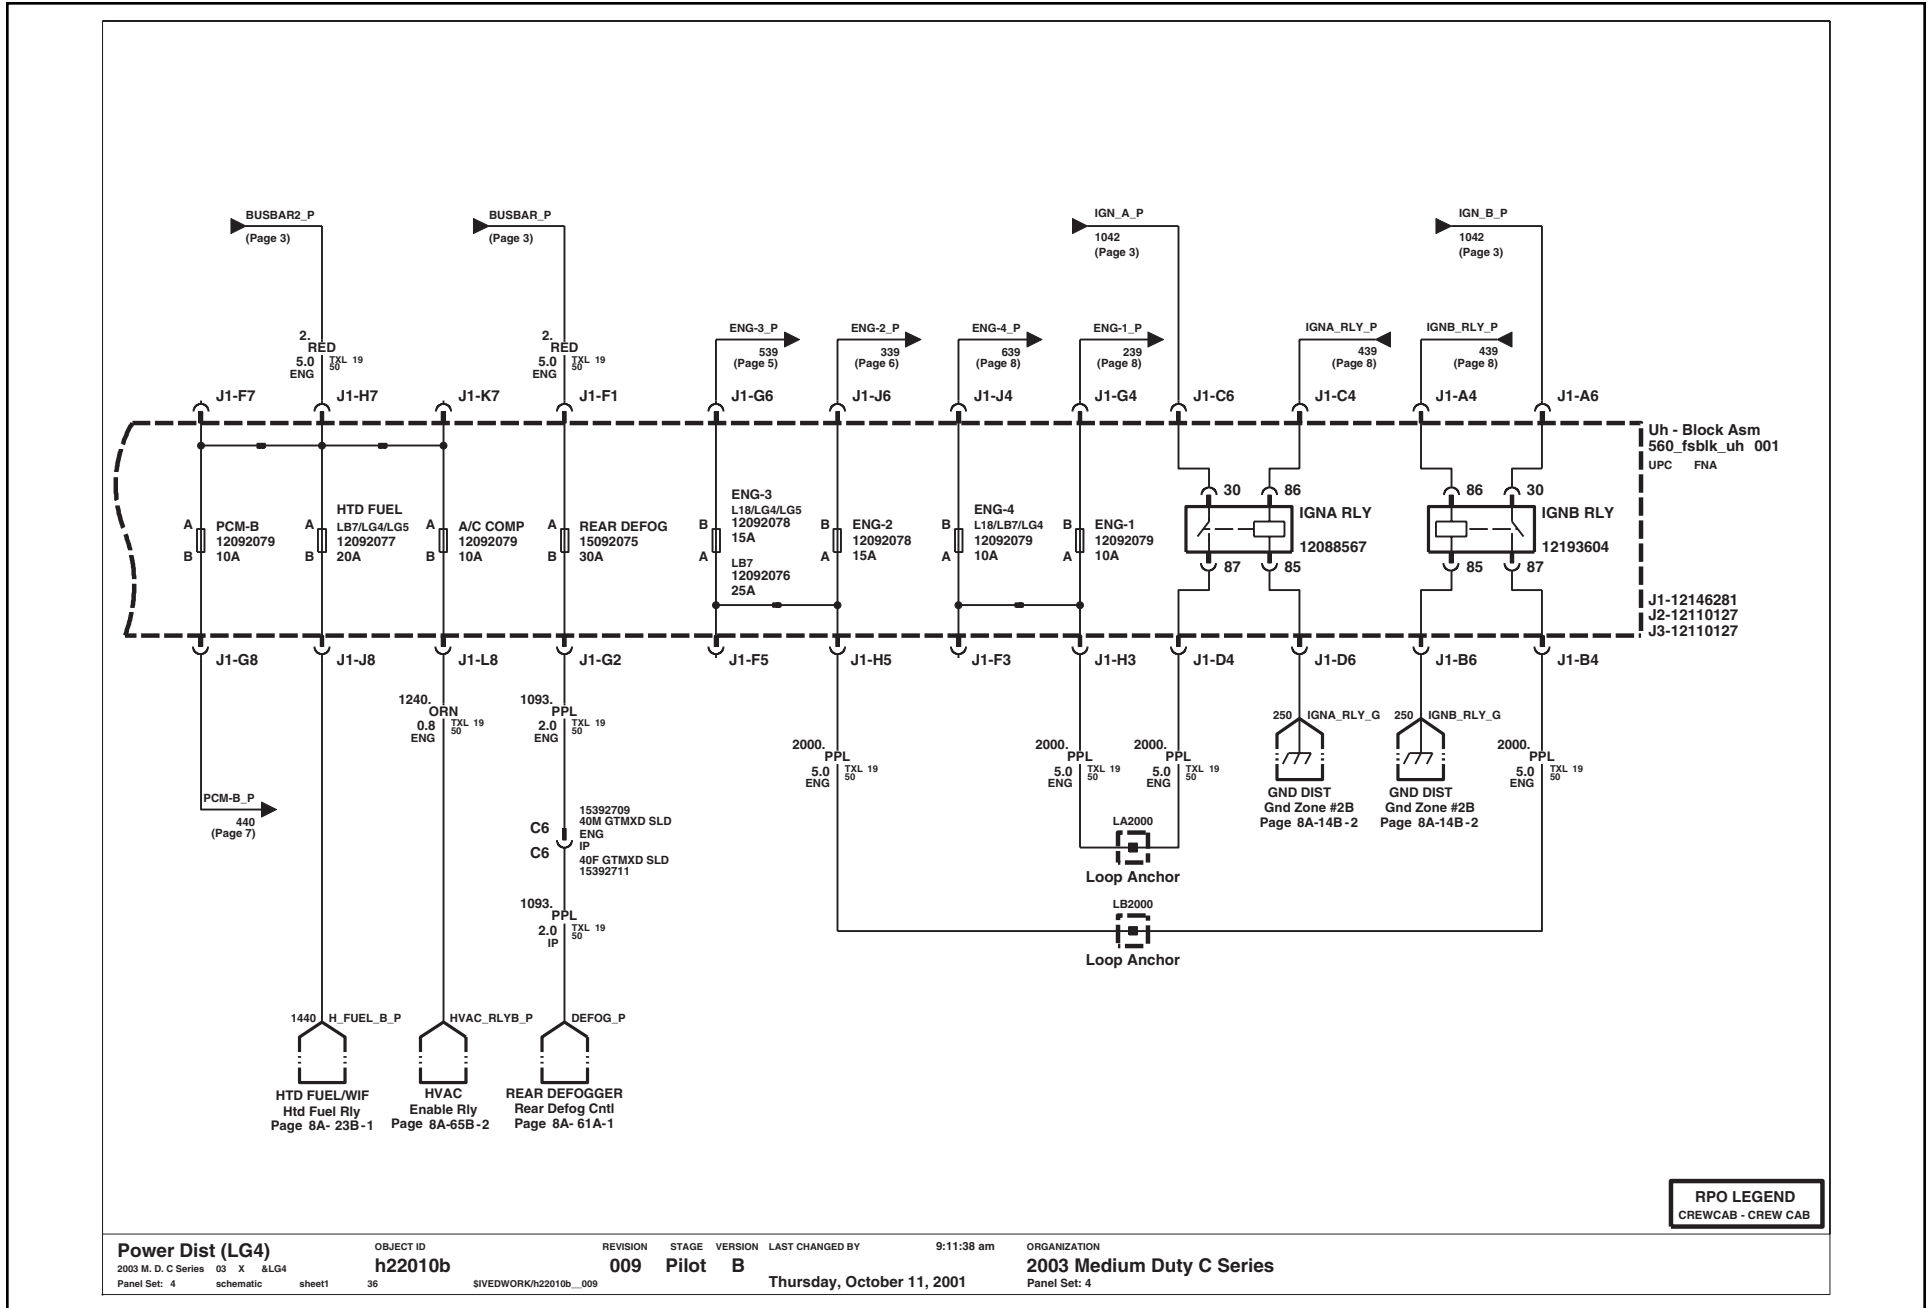 BUSBAR2_P
(Page 3)
BUSBAR_P
(Page 3)
IGN_A_P
1042
(Page 3)
IGN_B_P
1042
(Page 3)
2.
RED
5.0 TXL 19
50
ENG
2.
RED
5.0 TXL 19
50
ENG
ENG-3_P
539
(Page 5)
ENG-2_P
339
(Page 6)
ENG-4_P
639
(Page 8)
ENG-1_P
239
(Page 8)
IGNA_RLY_P
439
(Page 8)
IGNB_RLY_P
439
(Page 8)
J1-F7
J1-H7
J1-K7
J1-F1
J1-G6
J1-J6
J1-J4
J1-G4
J1-C6
J1-C4
J1-A4
J1-A6
Uh - Block Asm
560_fsblk_uh 001
UPC FNA
A
B
PCM-B
12092079
10A
A
B
HTD FUEL
LB7/LG4/LG5
12092077
20A
A
B
A/C COMP
12092079
10A
A
B
REAR DEFOG
15092075
30A
B
A
ENG-3
L18/LG4/LG5
12092078
15A
LB7
12092076
25A
B
A
ENG-2
12092078
15A
B
A
ENG-4
L18/LB7/LG4
12092079
10A
B
A
ENG-1
12092079
10A
30
86
IGNA RLY
12088567
87
85
86
30
IGNB RLY
12193604
85
87
J1-12146281
J2-12110127
J3-12110127
J1-G8
J1-J8
J1-L8
J1-G2
J1-F5
J1-H5
J1-F3
J1-H3
J1-D4
J1-D6
J1-B6
J1-B4
1240.
ORN
0.8 TXL 19
50
ENG
1093.
PPL
2.0 TXL 19
50
ENG
2000.
PPL
5.0 TXL 19
50
ENG
2000.
PPL
5.0 TXL 19
50
ENG
2000.
PPL
5.0 TXL 19
50
ENG
250 IGNA_RLY_G
GND DIST
Gnd Zone #2B
Page 8A-14B-2
250 IGNB_RLY_G
GND DIST
Gnd Zone #2B
Page 8A-14B-2
2000.
PPL
5.0 TXL 19
50
ENG
PCM-B_P
440
(Page 7)
C6
C6
15392709
40M GTMXD SLD
ENG
IP
40F GTMXD SLD
15392711
LA2000
Loop Anchor
LB2000
Loop Anchor
1093.
PPL
2.0 TXL 19
50
IP
1440 H_FUEL_B_P
HTD FUEL/WIF
Htd Fuel Rly
Page 8A- 23B-1
HVAC_RLYB_P
HVAC
Enable Rly
Page 8A-65B-2
DEFOG_P
REAR DEFOGGER
Rear Defog Cntl
Page 8A- 61A-1
RPO LEGEND
CREWCAB - CREW CAB
Power Dist (LG4)
2003 M. D. C Series 03 X &LG4
Panel Set: 4 schematic sheet1 36 $IVEDWORK/h22010b__009
OBJECT ID
h22010b
REVISION
009
STAGE
Pilot
VERSION
B
LAST CHANGED BY 9:11:38 am
Thursday, October 11, 2001
ORGANIZATION
2003 Medium Duty C Series
Panel Set: 4